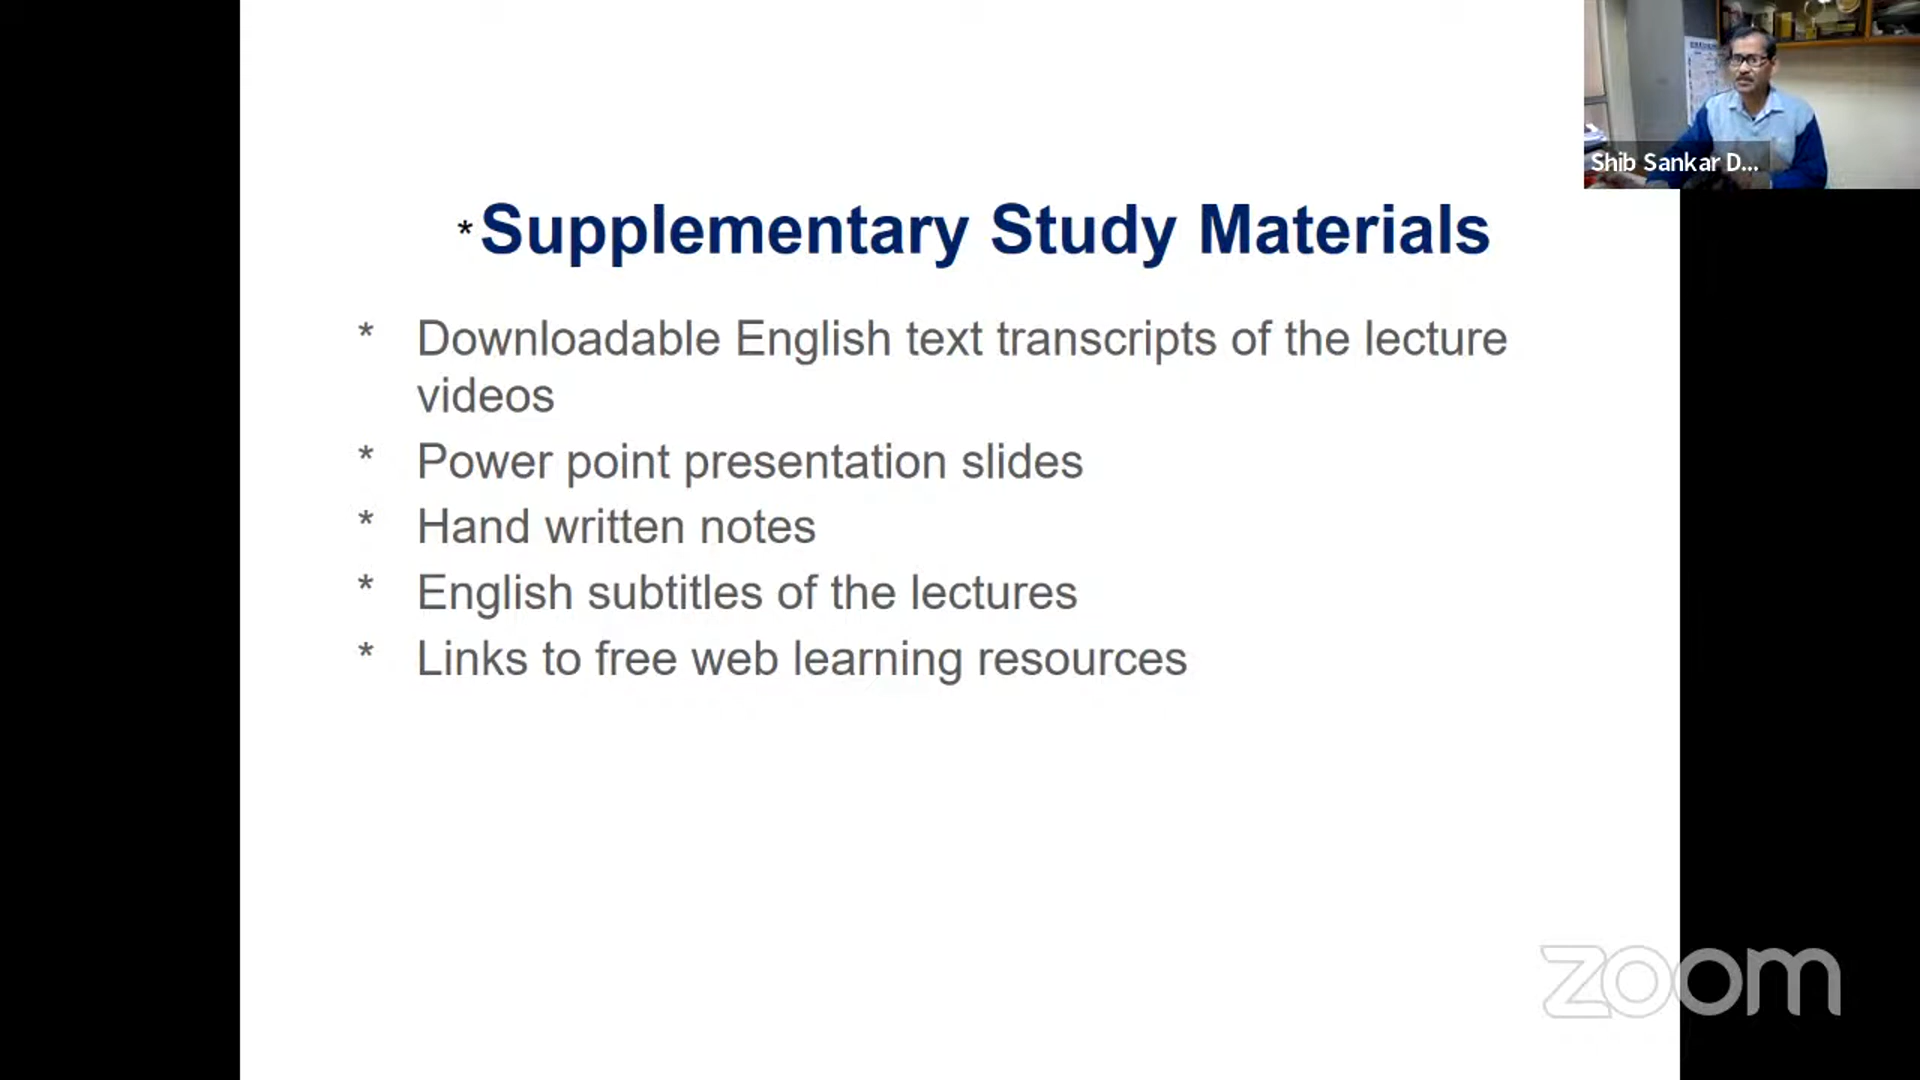 Shib Sankar D...
*Supplementary Study Materials
* Downloadable English text transcripts of the lecture
videos
* Power point presentation slides
* Hand written notes
* English subtitles of the lectures
* Links to free web learning resources
zoom